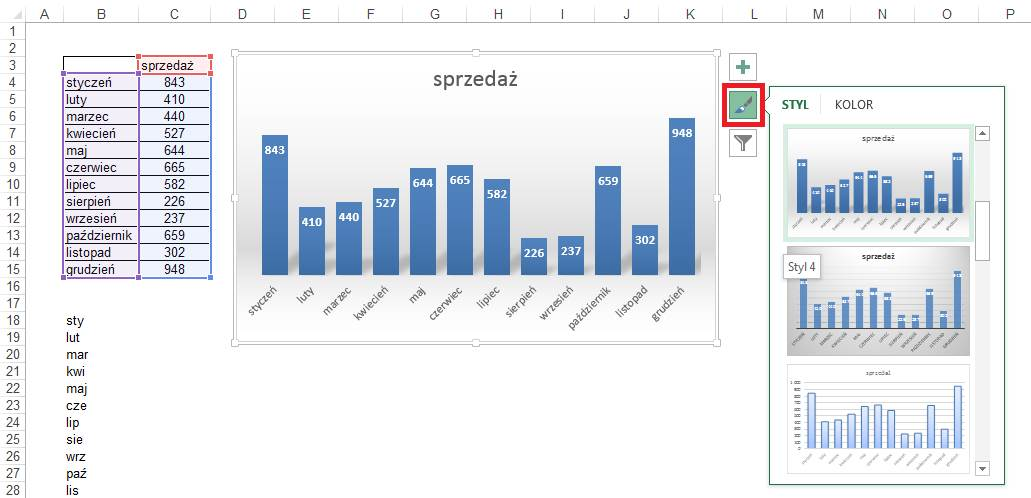 A B C D E F G H I J K L M N O P
1
2
3 sprzedaż
4 styczeń 843
5 luty 410
6 marzec 440
7 kwiecień 527
8 maj 644
9 czerwiec 665
10 lipiec 582
11 sierpień 226
12 wrzesień 237
13 październik 659
14 listopad 302
15 grudzień 948
16
17
18 sty
19 lut
20 mar
21 kwi
22 maj
23 cze
24 lip
25 sie
26 wrz
27 paź
28 lis
sprzedaż
843 410 440 527 644 665 582 226 237 659 302 948
styczeń luty marzec kwiecień maj czerwiec lipiec sierpień wrzesień październik listopad grudzień
STYL KOLOR
sprzedaż
sprzedaż
Styl 4
sprzedaż